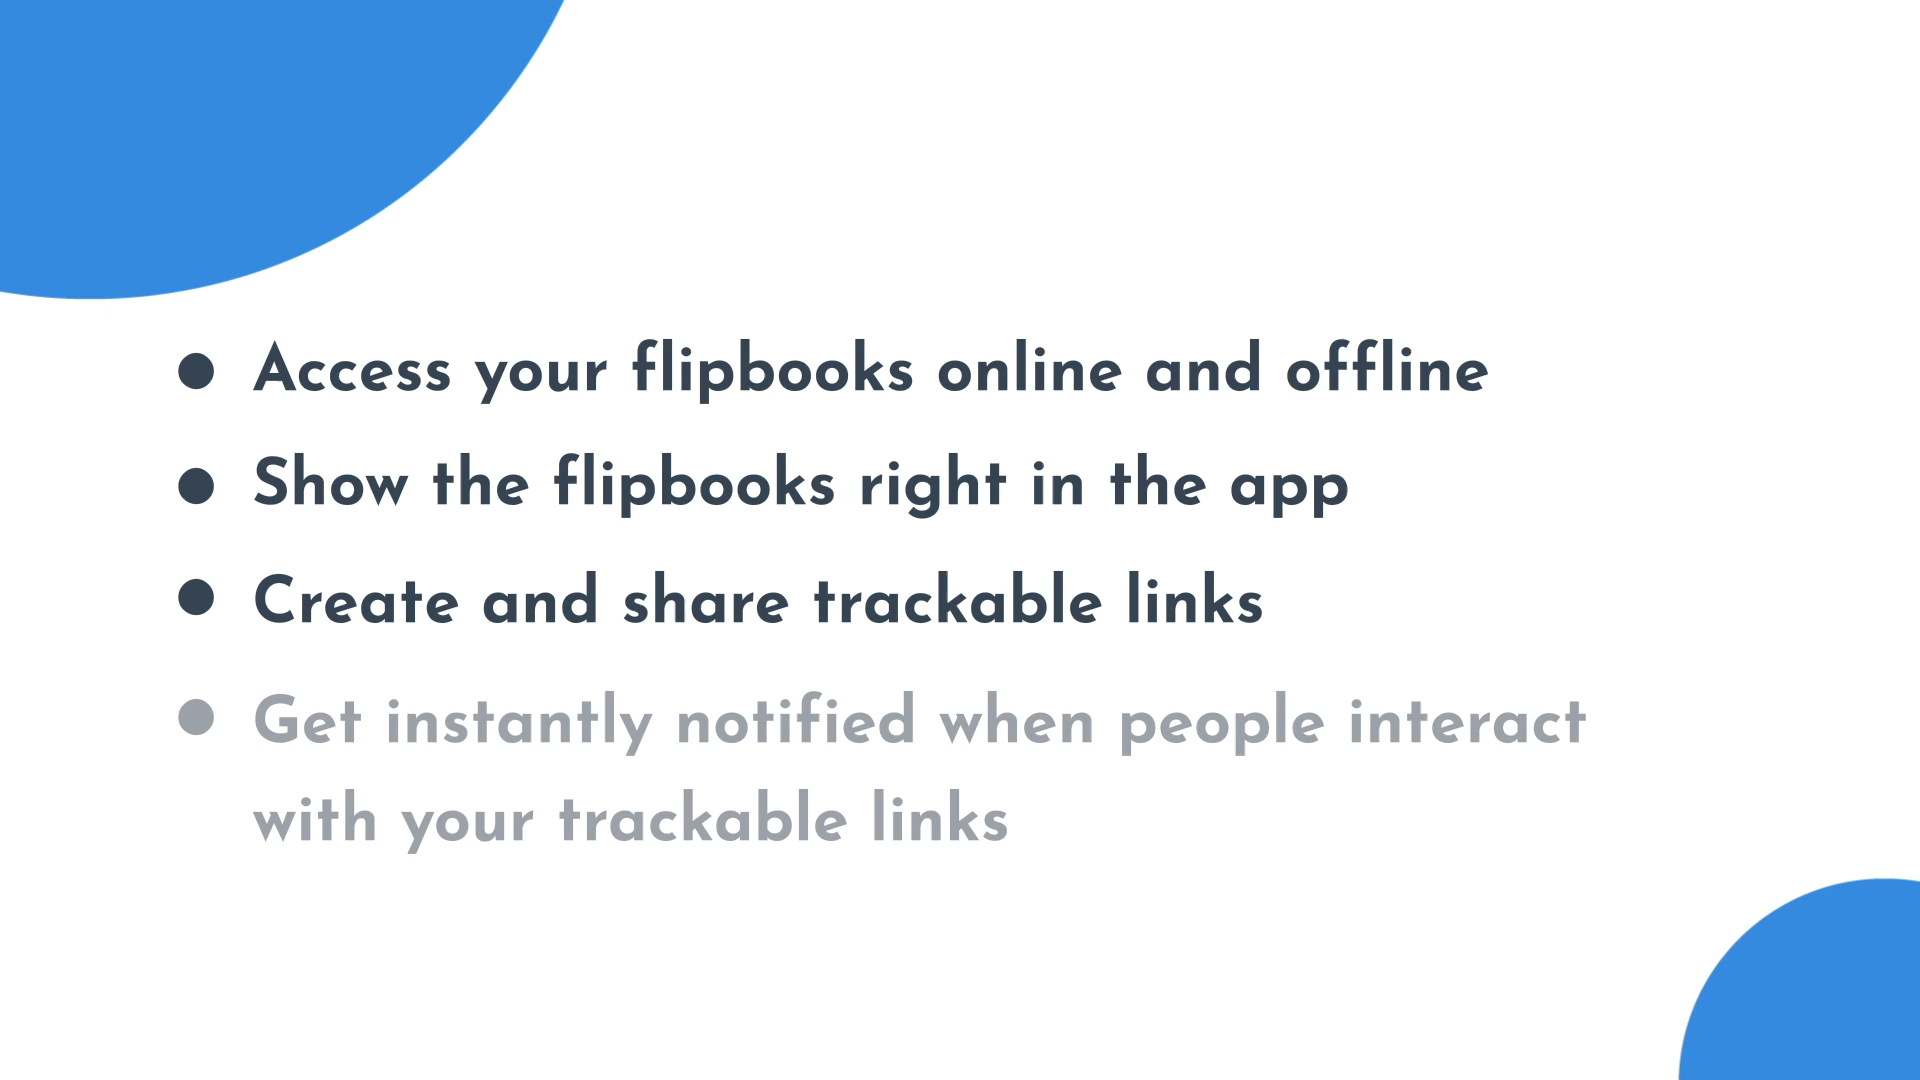 ● Access your flipbooks online and offline
● Show the flipbooks right in the app
● Create and share trackable links
● Get instantly notified when people interact
with your trackable links